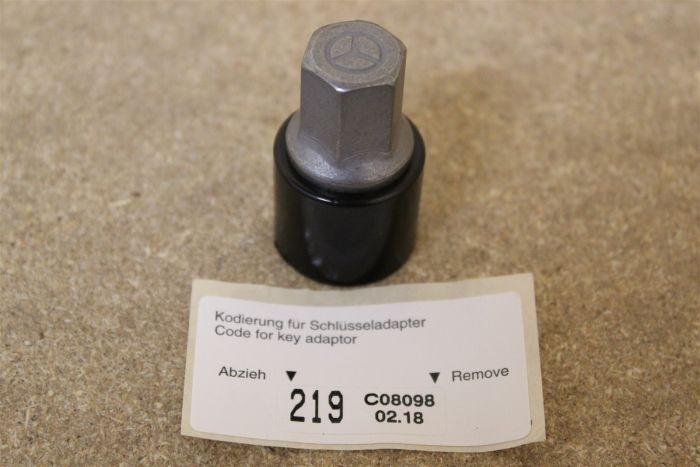 Kodierung für Schlüsseladapter
Code for key adaptor
Abzieh ▼ ▼ Remove
219 C08098
02.18